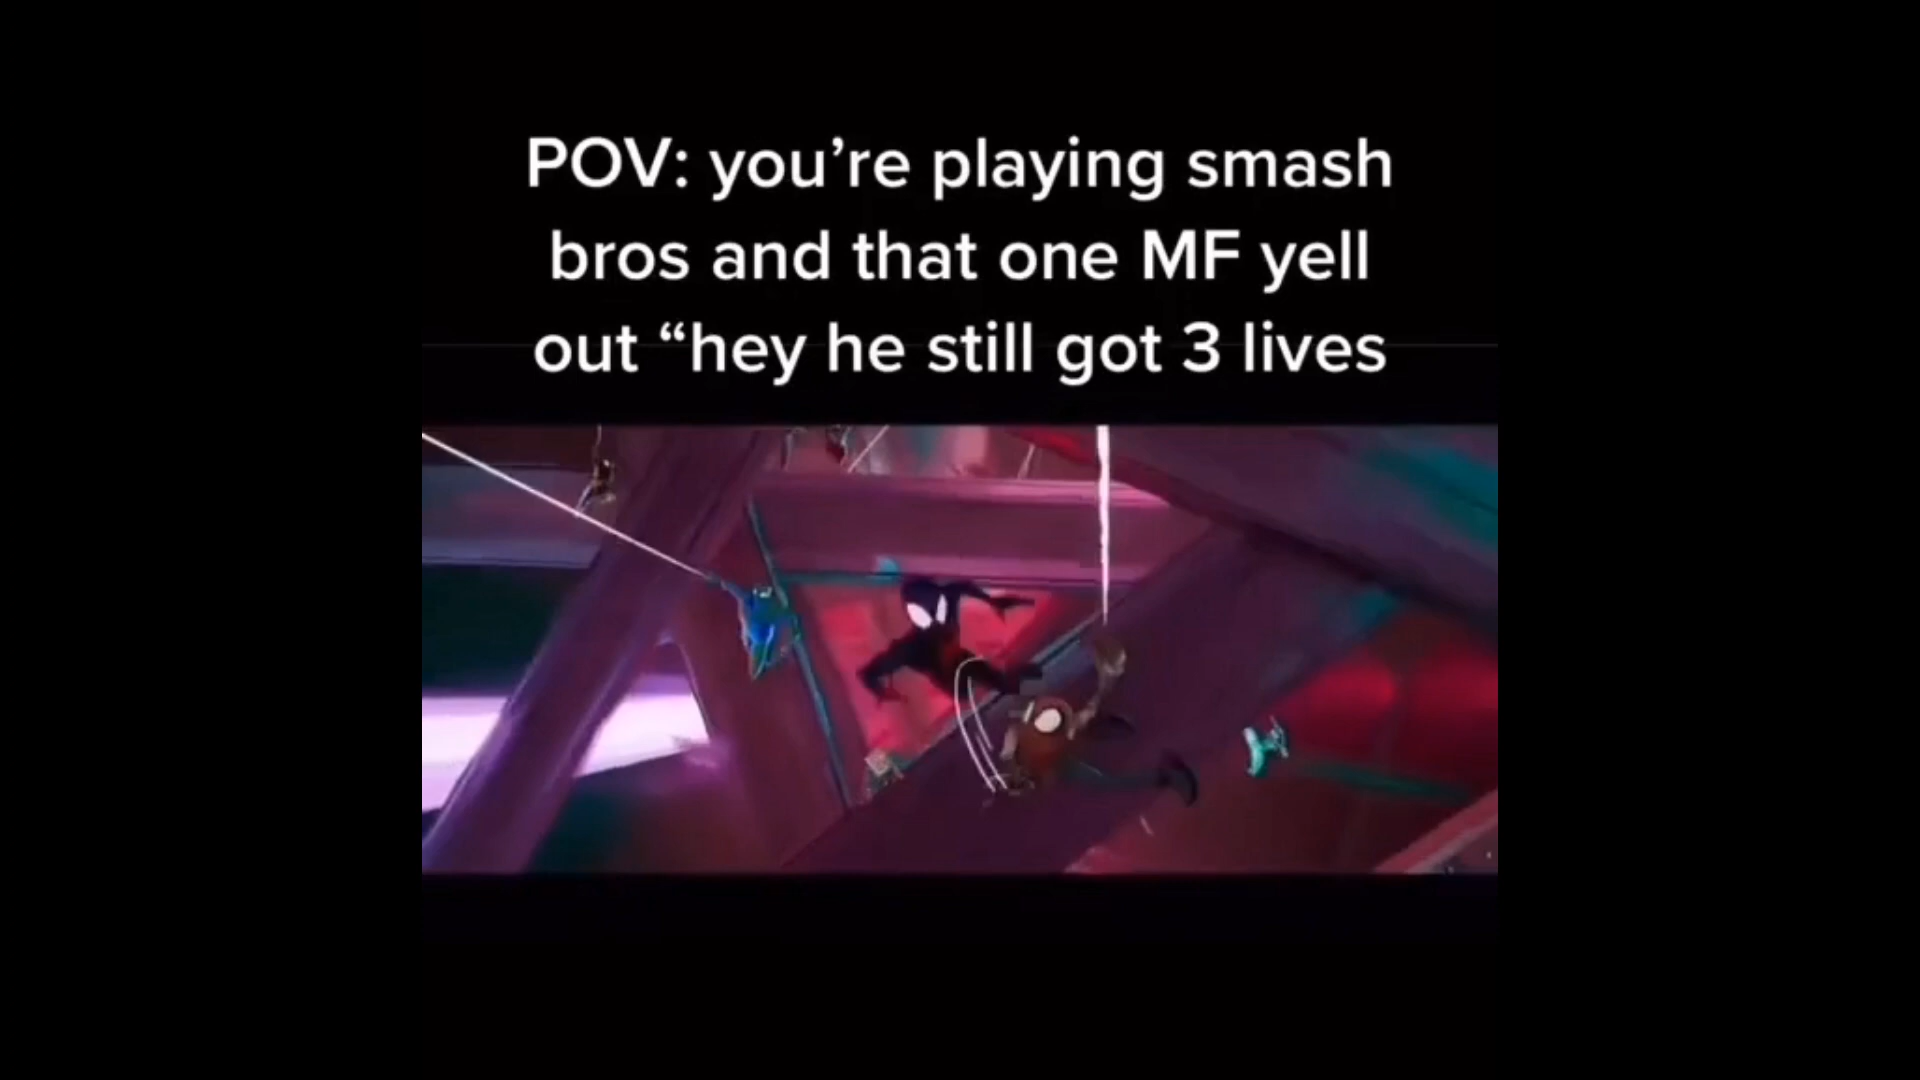 POV: you’re playing smash
bros and that one MF yell
out “hey he still got 3 lives